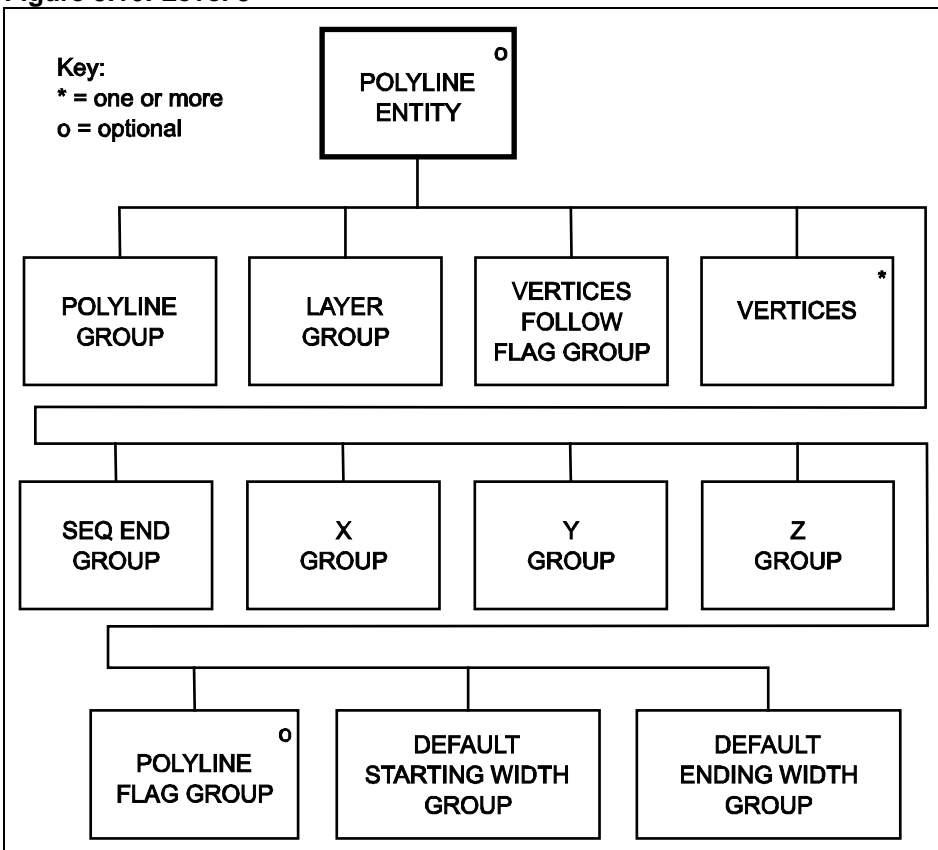 Figure
Key:
* = one or more
o = optional
o
POLYLINE
ENTITY
POLYLINE
GROUP
LAYER
GROUP
VERTICES
FOLLOW
FLAG GROUP
*
VERTICES
SEQ END
GROUP
X
GROUP
Y
GROUP
Z
GROUP
o
POLYLINE
FLAG GROUP
DEFAULT
STARTING WIDTH
GROUP
DEFAULT
ENDING WIDTH
GROUP